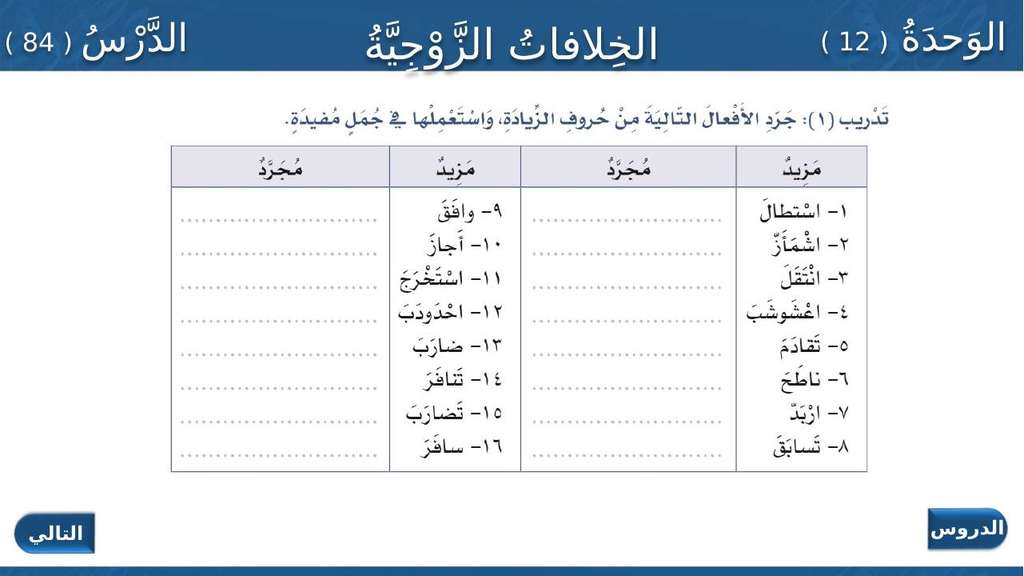 الوَحدَةُ ( 12 )
الخِلافاتُ الزَّوْجِيَّةُ
الدَّرْسُ ( 84 )
تَدْريب (١): جَرِّدِ الأَفْعالَ التّالِيَةَ مِنْ حُروفِ الزِّيادَةِ، وَاسْتَعْمِلْها في جُمَلٍ مُفيدَةٍ.
مَزِيدٌ مُجَرَّدٌ مَزِيدٌ مُجَرَّدٌ
١- اسْتطالَ ........................ ٩- وافَقَ ........................
٢- اشْمَأَزَّ ........................ ١٠- أَجازَ ........................
٣- انْتَقَلَ ........................ ١١- اسْتَخْرَجَ ........................
٤- اعْشَوشَبَ ........................ ١٢- احْدَودَبَ ........................
٥- تَقادَمَ ........................ ١٣- ضارَبَ ........................
٦- ناطَحَ ........................ ١٤- تَنافَرَ ........................
٧- ارْبَدّ ........................ ١٥- تَضارَبَ ........................
٨- تَسابَقَ ........................ ١٦- سافَرَ ........................
الدروس
التالي